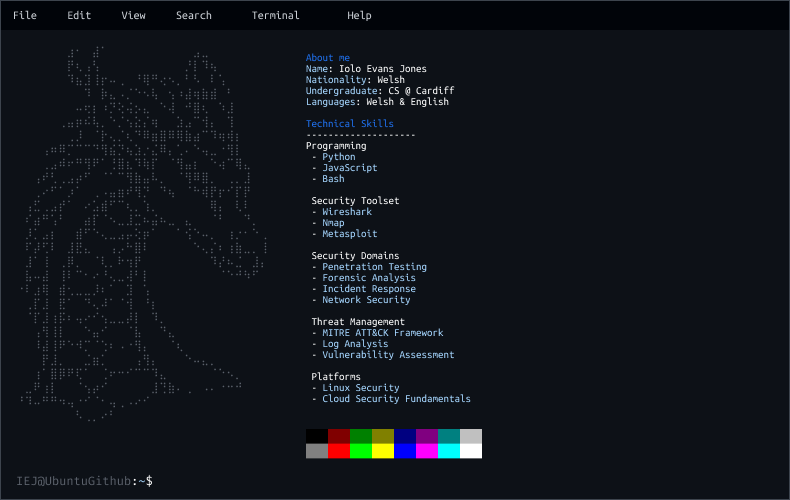 File Edit View Search Terminal Help
About me
Name: Iolo Evans Jones
Nationality: Welsh
Undergraduate: CS @ Cardiff
Languages: Welsh & English
Technical Skills
--------------------
Programming
- Python
- JavaScript
- Bash
Security Toolset
- Wireshark
- Nmap
- Metasploit
Security Domains
- Penetration Testing
- Forensic Analysis
- Incident Response
- Network Security
Threat Management
- MITRE ATT&CK Framework
- Log Analysis
- Vulnerability Assessment
Platforms
- Linux Security
- Cloud Security Fundamentals
IEJ@UbuntuGithub:~$